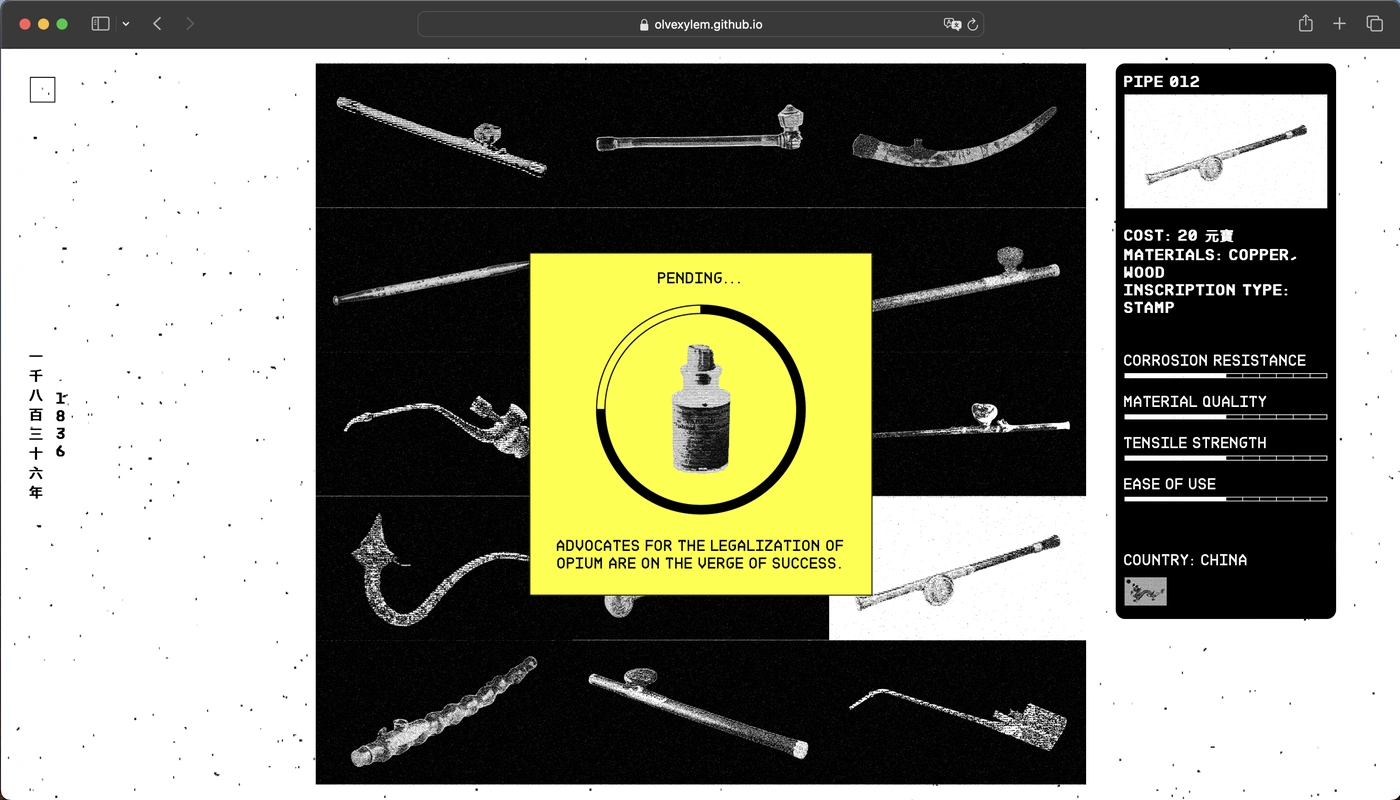 olvexylem.github.io
一千八百三十六年
1836
PENDING...
ADVOCATES FOR THE LEGALIZATION OF
OPIUM ARE ON THE VERGE OF SUCCESS.
PIPE 012
COST: 20 元寶
MATERIALS: COPPER,
WOOD
INSCRIPTION TYPE:
STAMP
CORROSION RESISTANCE
MATERIAL QUALITY
TENSILE STRENGTH
EASE OF USE
COUNTRY: CHINA